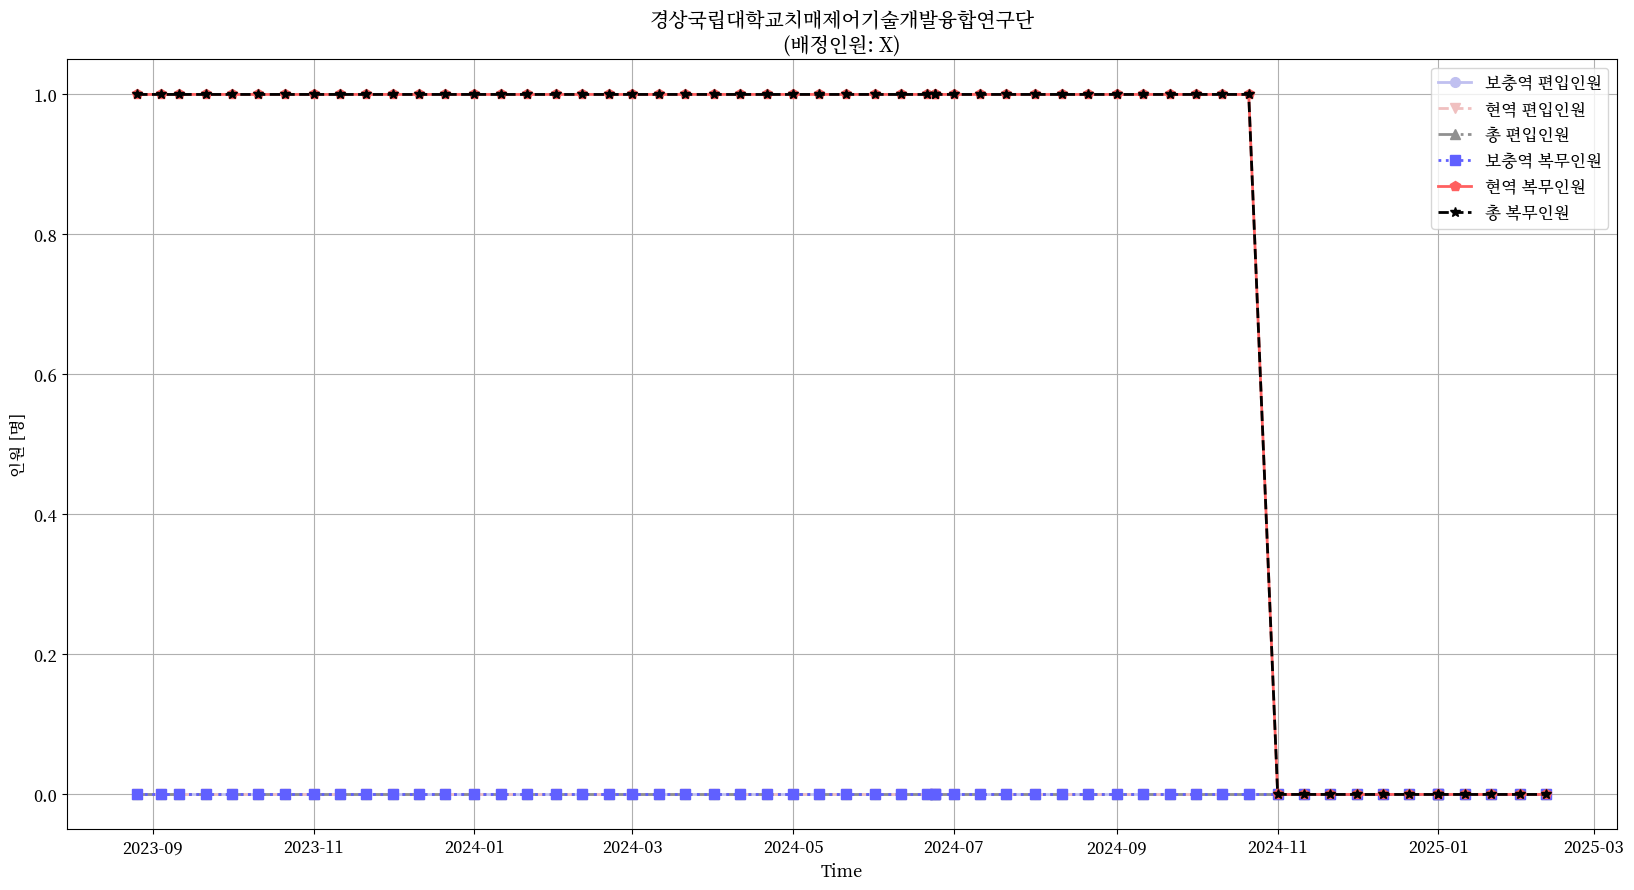 경상국립대학교치매제어기술개발융합연구단
(배정인원: X)
1.0
0.8
0.6
0.4
0.2
0.0
인원 [명]
보충역 편입인원
현역 편입인원
총 편입인원
보충역 복무인원
현역 복무인원
총 복무인원
2023-09
2023-11
2024-01
2024-03
2024-05
2024-07
2024-09
2024-11
2025-01
2025-03
Time